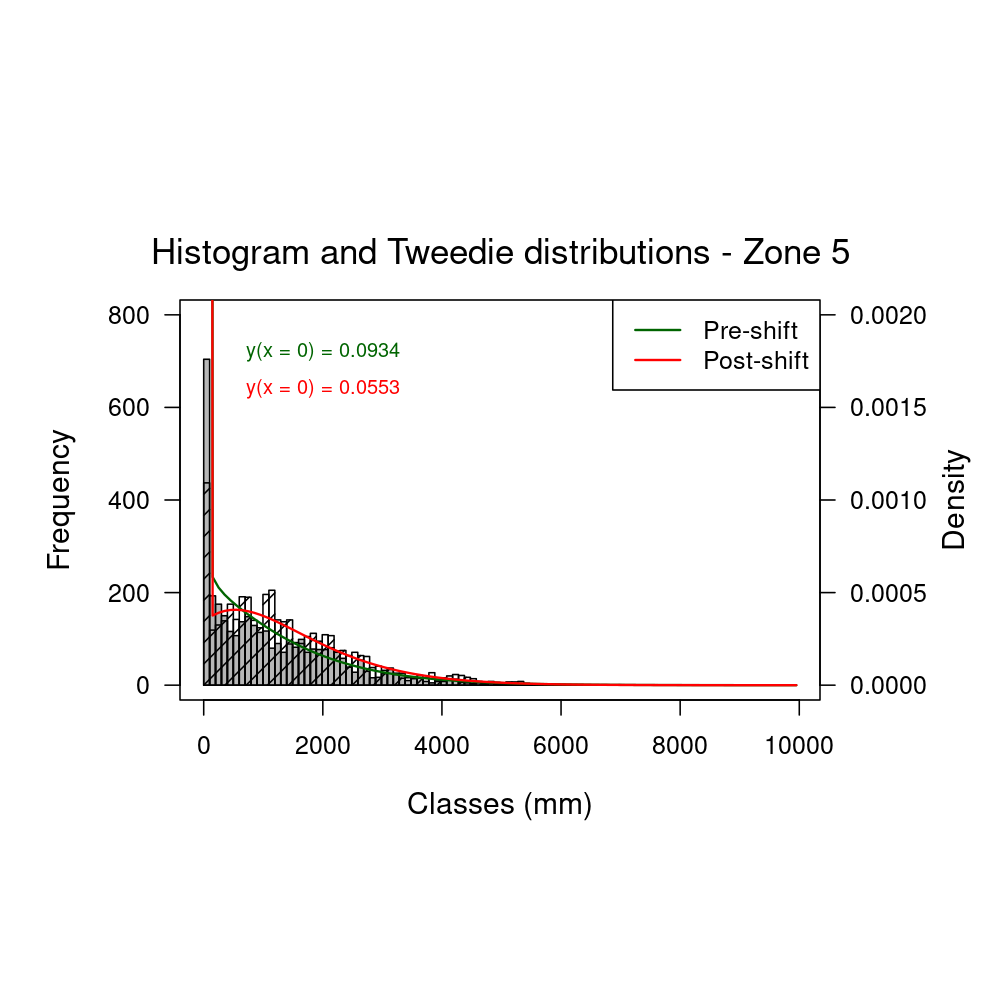 Histogram and Tweedie distributions - Zone 5
800
600
400
200
0
Frequency
y(x = 0) = 0.0934
y(x = 0) = 0.0553
Pre-shift
Post-shift
0.0020
0.0015
0.0010
0.0005
0.0000
Density
0 2000 4000 6000 8000 10000
Classes (mm)